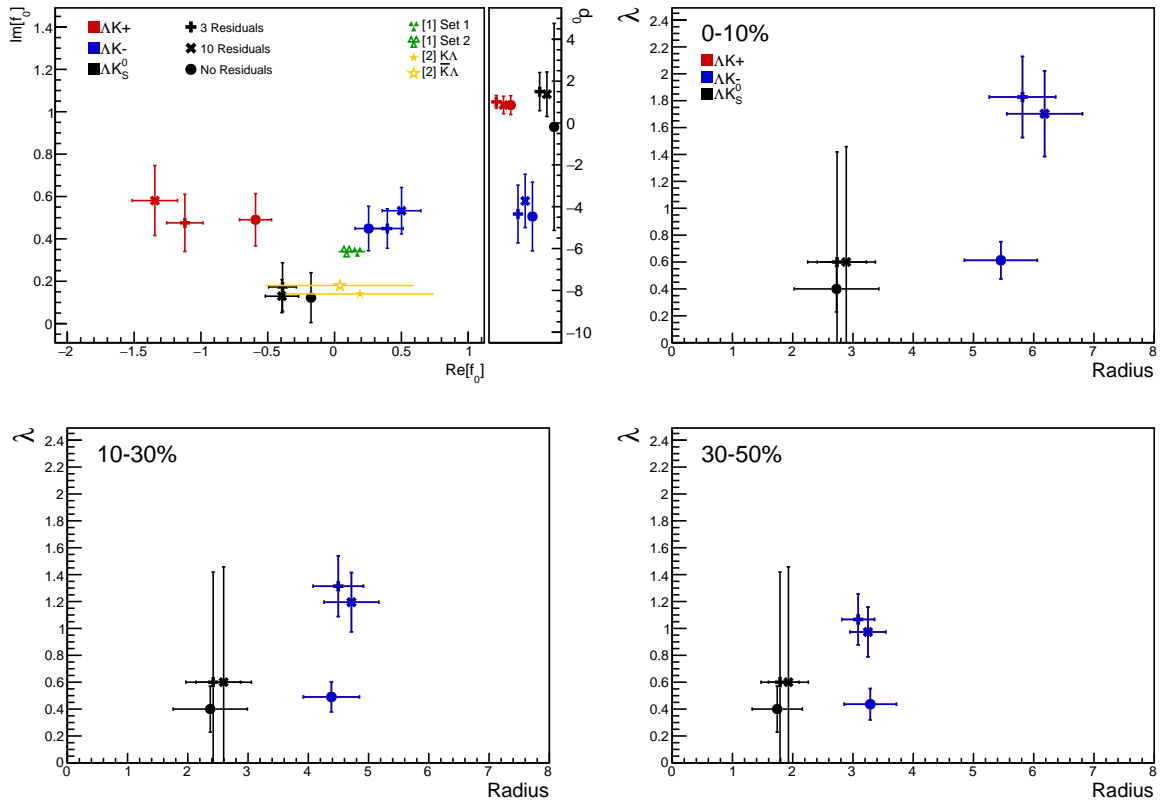 Im[f₀]
1.4
1.2
1
0.8
0.6
0.4
0.2
0
ΛK+
ΛK-
ΛK⁰S
3 Residuals
10 Residuals
No Residuals
[1] Set 1
[1] Set 2
[2] KΛ
[2] K̅Λ
−2 −1.5 −1 −0.5 0 0.5 1
Re[f₀]
d₀
4
2
0
−2
−4
−6
−8
−10
λ
0-10%
ΛK+
ΛK-
ΛK⁰S
2.4
2.2
2
1.8
1.6
1.4
1.2
1
0.8
0.6
0.4
0.2
0
0 1 2 3 4 5 6 7 8
Radius
λ
10-30%
2.4
2.2
2
1.8
1.6
1.4
1.2
1
0.8
0.6
0.4
0.2
0
0 1 2 3 4 5 6 7 8
Radius
λ
30-50%
2.4
2.2
2
1.8
1.6
1.4
1.2
1
0.8
0.6
0.4
0.2
0
0 1 2 3 4 5 6 7 8
Radius